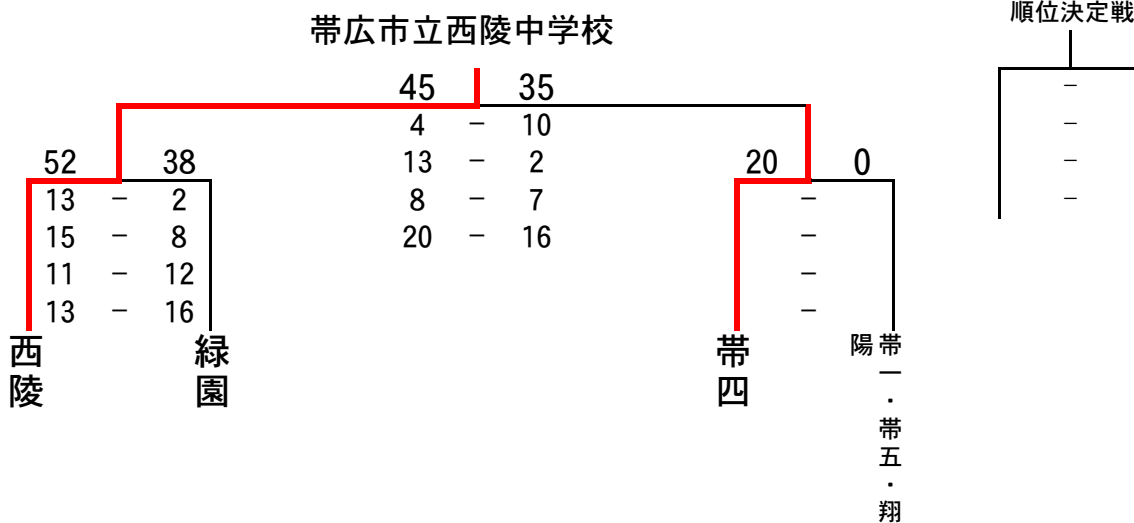 帯広市立西陵中学校
順位決定戦
45 35
4 － 10
13 － 2
8 － 7
20 － 16
52 38
13 － 2
15 － 8
11 － 12
13 － 16
20 0
－
－
－
－
－
－
－
－
西陵
緑園
帯四
帯一・帯五・翔
陽